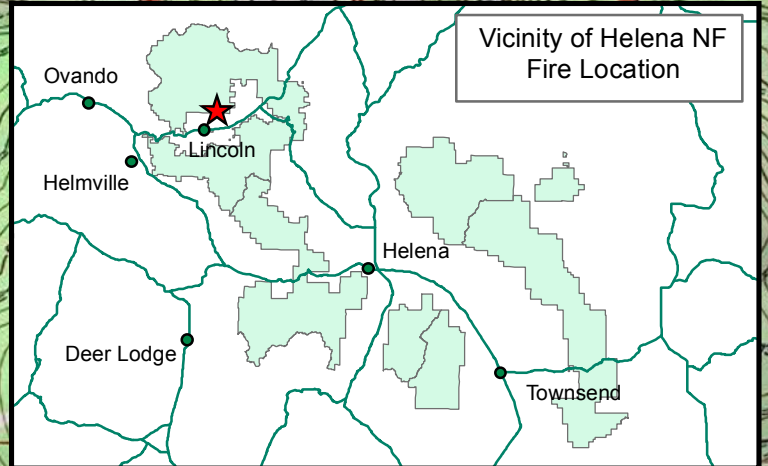 Vicinity of Helena NF
Fire Location
Ovando
Lincoln
Helmville
Helena
Deer Lodge
Townsend